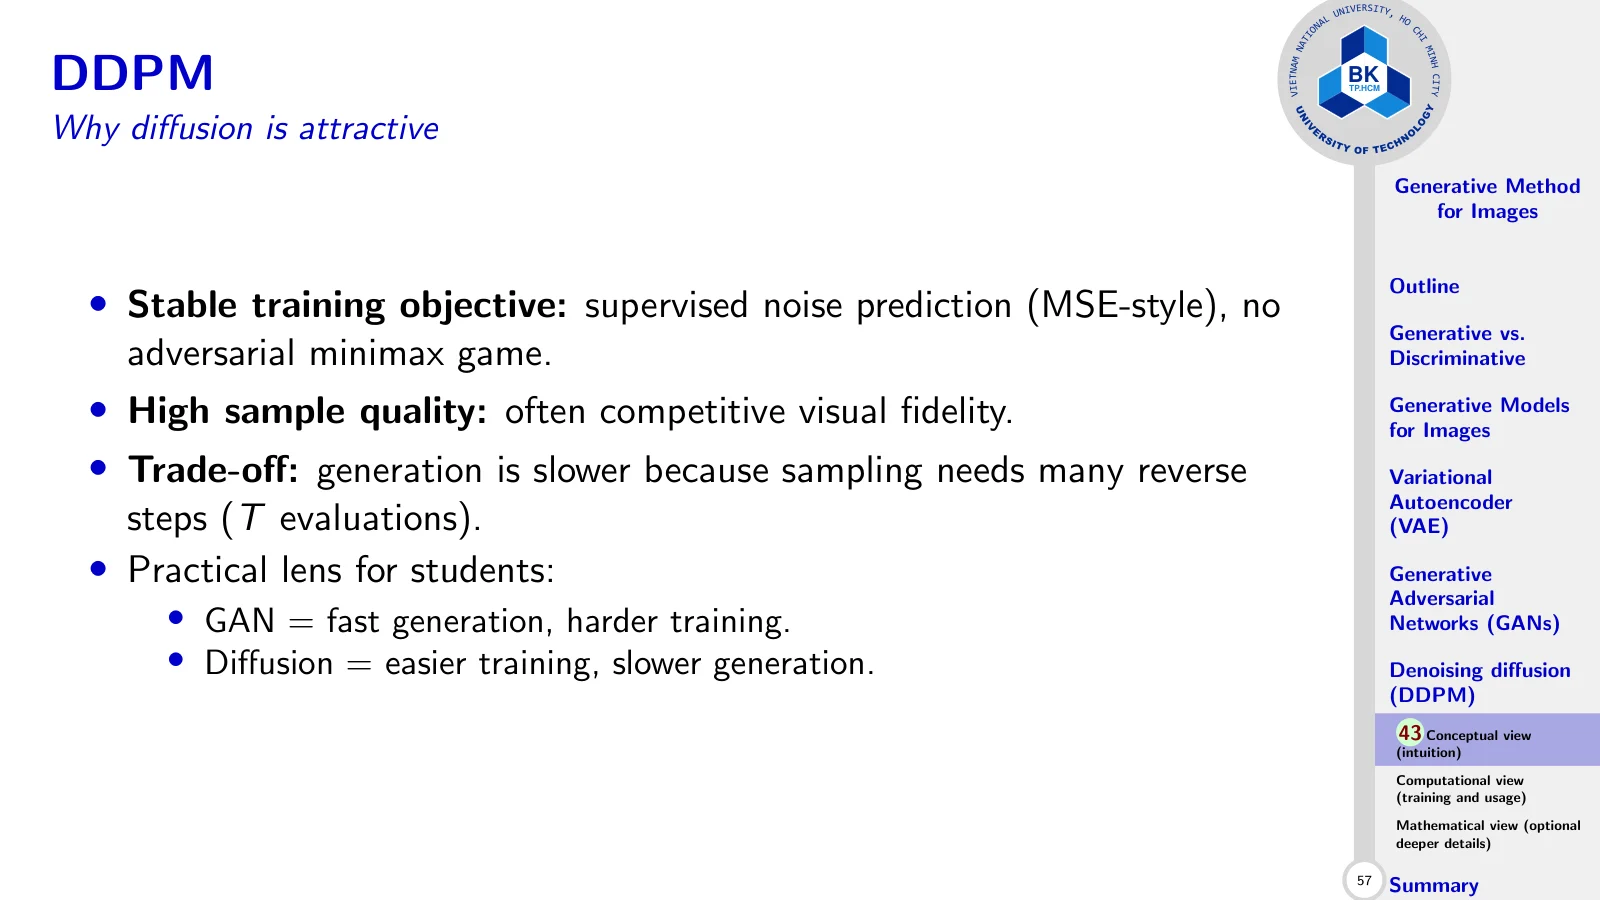 DDPM
Why diffusion is attractive
• Stable training objective: supervised noise prediction (MSE-style), no
adversarial minimax game.
• High sample quality: often competitive visual fidelity.
• Trade-off: generation is slower because sampling needs many reverse
steps (T evaluations).
• Practical lens for students:
• GAN = fast generation, harder training.
• Diffusion = easier training, slower generation.
VIETNAM NATIONAL UNIVERSITY, HO CHI MINH CITY
BK
TP.HCM
UNIVERSITY OF TECHNOLOGY
Generative Method
for Images
Outline
Generative vs.
Discriminative
Generative Models
for Images
Variational
Autoencoder
(VAE)
Generative
Adversarial
Networks (GANs)
Denoising diffusion
(DDPM)
43 Conceptual view
(intuition)
Computational view
(training and usage)
Mathematical view (optional
deeper details)
Summary
57